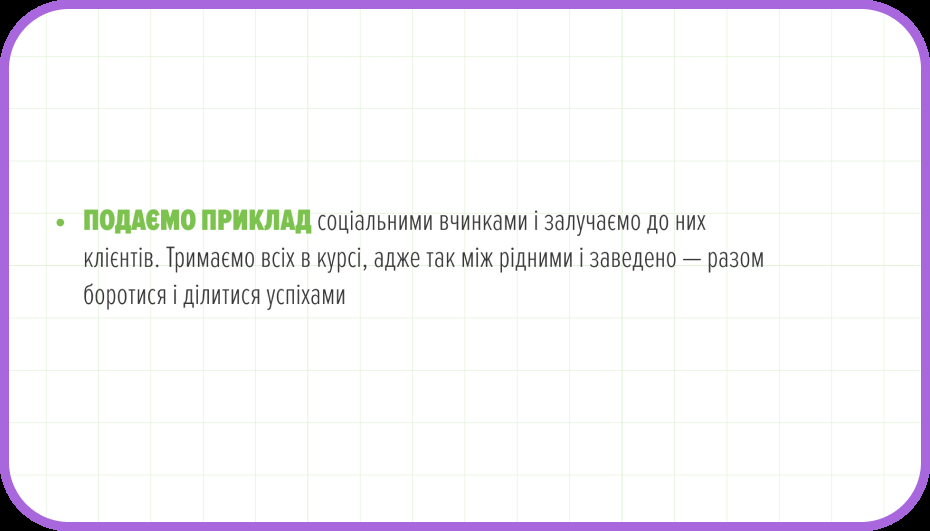 • ПОДАЄМО ПРИКЛАД соціальними вчинками і залучаємо до них
клієнтів. Тримаємо всіх в курсі, адже так між рідними і заведено — разом
боротися і ділитися успіхами